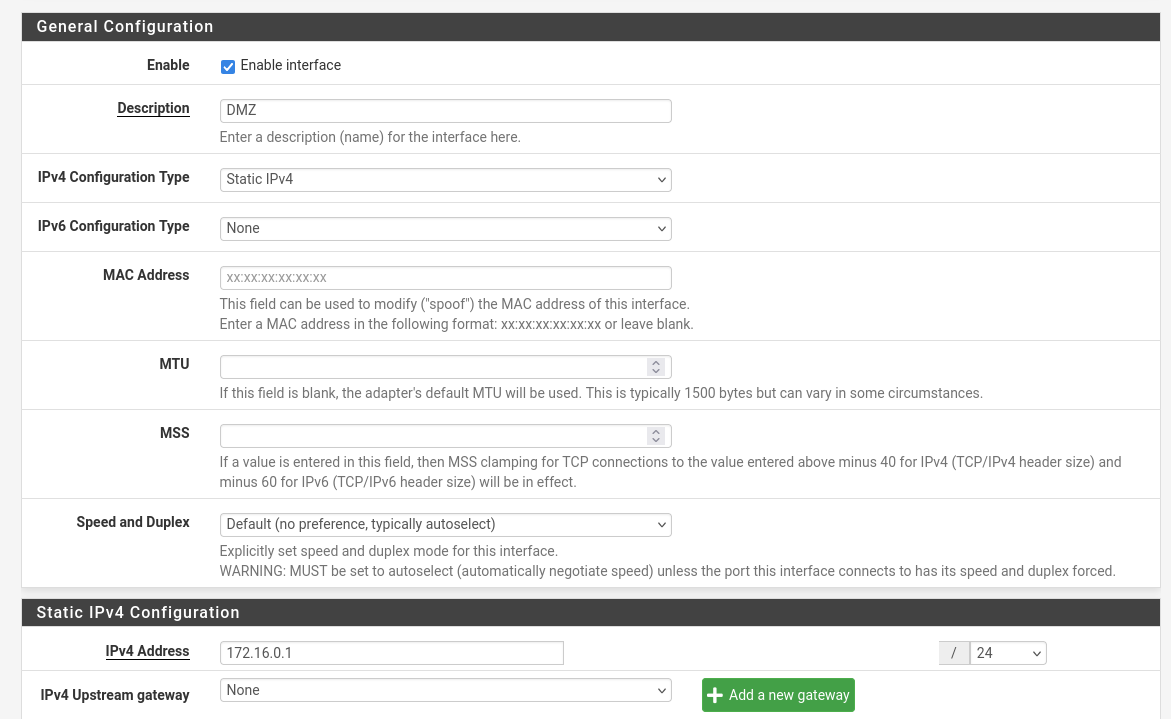 General Configuration
Enable
Enable interface
Description
DMZ
Enter a description (name) for the interface here.
IPv4 Configuration Type
Static IPv4
IPv6 Configuration Type
None
MAC Address
xx:xx:xx:xx:xx:xx
This field can be used to modify ("spoof") the MAC address of this interface.
Enter a MAC address in the following format: xx:xx:xx:xx:xx:xx or leave blank.
MTU
If this field is blank, the adapter's default MTU will be used. This is typically 1500 bytes but can vary in some circumstances.
MSS
If a value is entered in this field, then MSS clamping for TCP connections to the value entered above minus 40 for IPv4 (TCP/IPv4 header size) and
minus 60 for IPv6 (TCP/IPv6 header size) will be in effect.
Speed and Duplex
Default (no preference, typically autoselect)
Explicitly set speed and duplex mode for this interface.
WARNING: MUST be set to autoselect (automatically negotiate speed) unless the port this interface connects to has its speed and duplex forced.
Static IPv4 Configuration
IPv4 Address
172.16.0.1
/ 24
IPv4 Upstream gateway
None
Add a new gateway